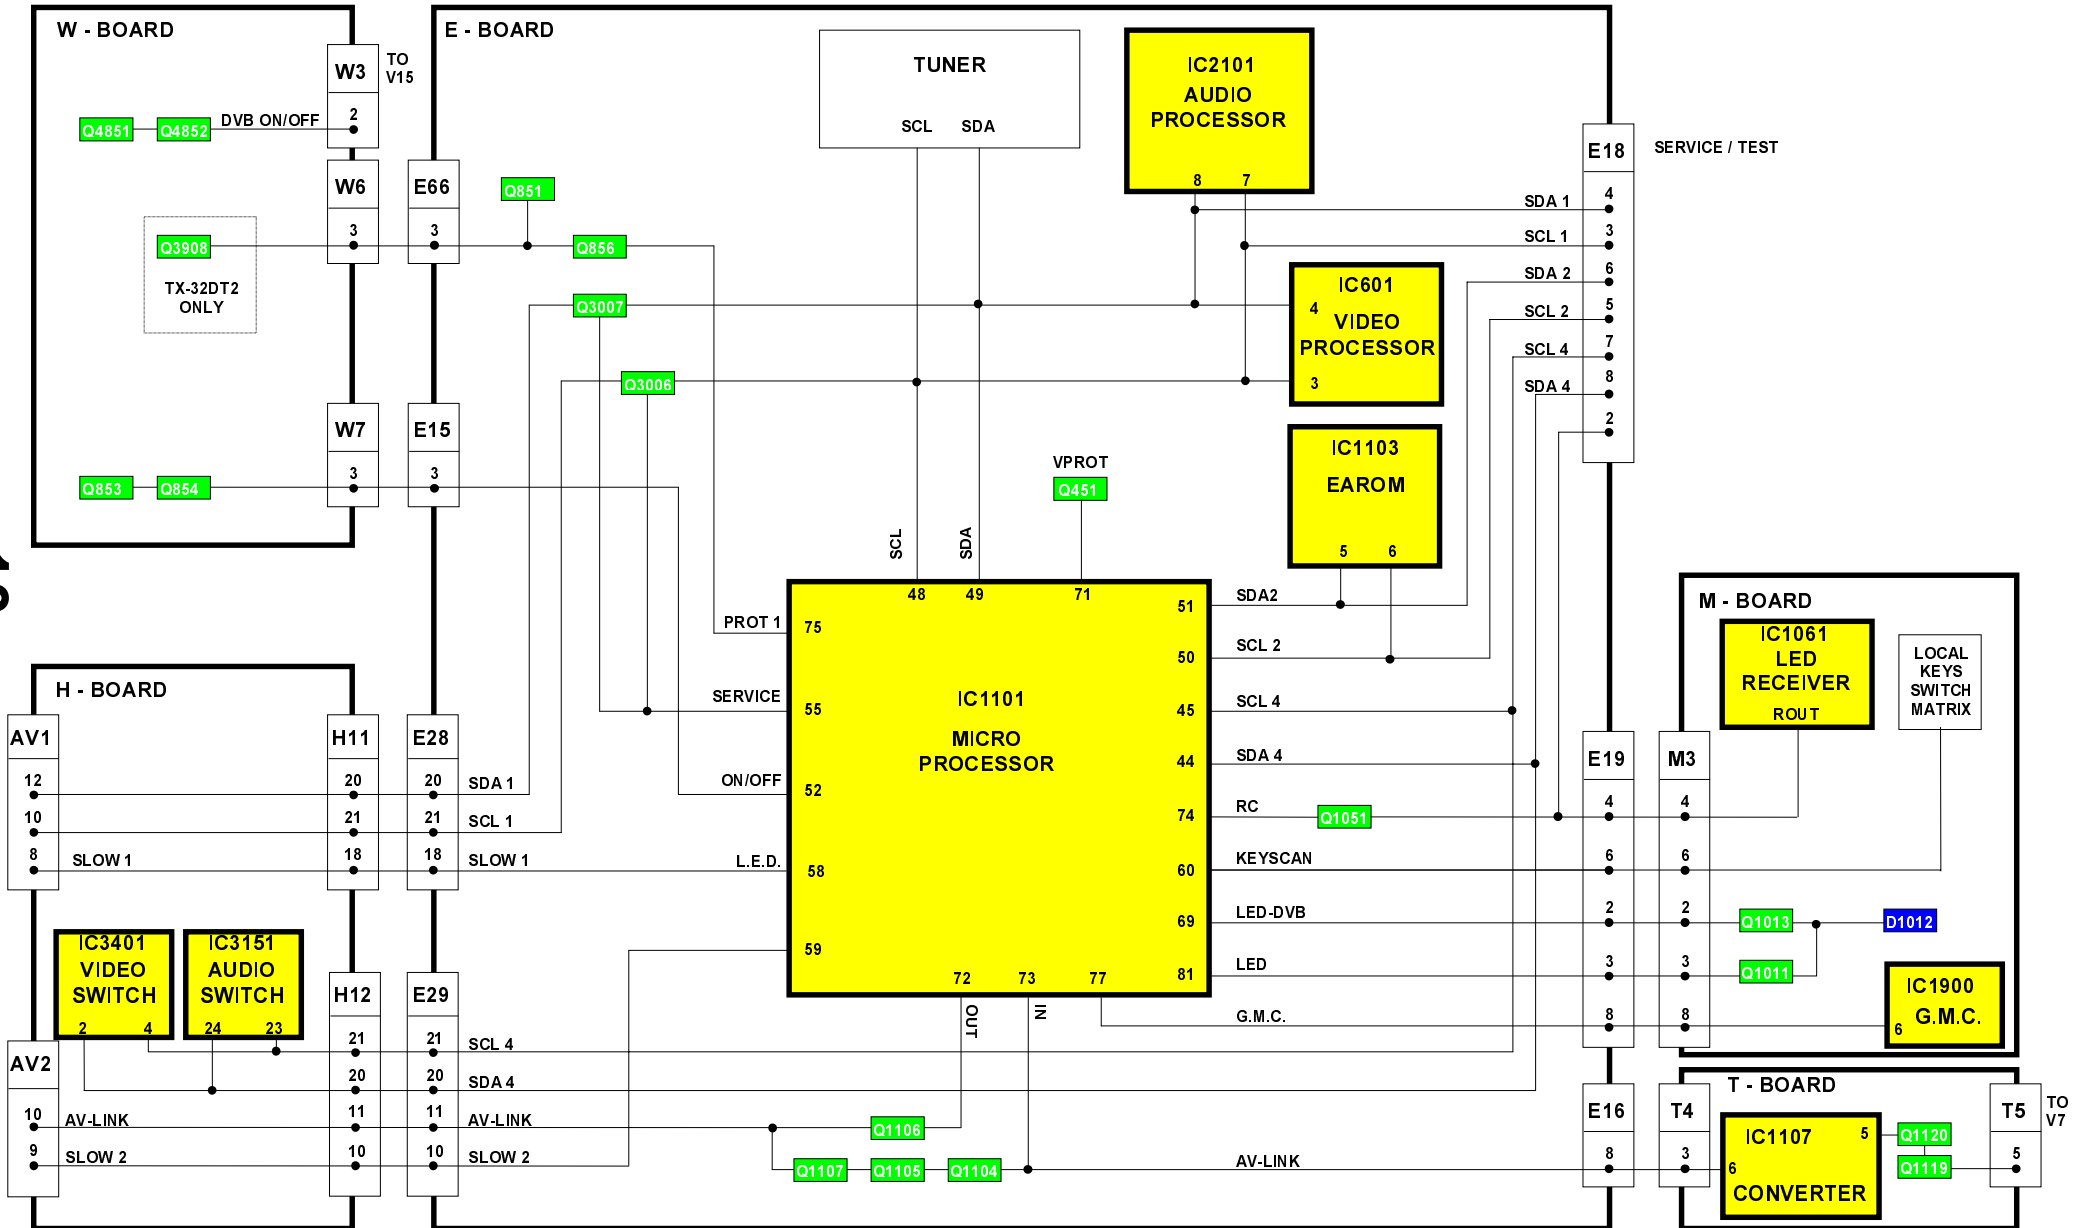 W - BOARD
W3
TO
V15
2
Q4851
Q4852
DVB ON/OFF
W6
3
Q3908
TX-32DT2
ONLY
W7
3
Q853
Q854
E - BOARD
E66
3
Q851
Q856
Q3007
Q3006
E15
3
TUNER
SCL
SDA
IC2101
AUDIO
PROCESSOR
8
7
E18
SERVICE / TEST
SDA 1
4
SCL 1
3
SDA 2
6
SCL 2
5
SCL 4
7
SDA 4
8
2
IC601
4
VIDEO
PROCESSOR
3
IC1103
EAROM
5
6
VPROT
Q451
SCL
SDA
48
49
71
PROT 1
75
SERVICE
55
ON/OFF
52
L.E.D.
58
59
IC1101
MICRO
PROCESSOR
51
SDA2
50
SCL 2
45
SCL 4
44
SDA 4
74
RC
Q1051
60
KEYSCAN
69
LED-DVB
81
LED
72
73
77
OUT
IN
G.M.C.
H - BOARD
AV1
12
10
8
SLOW 1
H11
20
21
18
E28
20
SDA 1
21
SCL 1
18
SLOW 1
IC3401
VIDEO
SWITCH
2
4
IC3151
AUDIO
SWITCH
24
23
H12
21
20
11
10
E29
21
SCL 4
20
SDA 4
11
AV-LINK
10
SLOW 2
AV2
10
AV-LINK
9
SLOW 2
Q1106
Q1107
Q1105
Q1104
AV-LINK
E19
4
6
2
3
8
M3
4
6
2
3
8
M - BOARD
IC1061
LED
RECEIVER
ROUT
LOCAL
KEYS
SWITCH
MATRIX
Q1013
D1012
Q1011
IC1900
G.M.C.
6
E16
8
T4
3
T - BOARD
IC1107
5
6
CONVERTER
Q1120
Q1119
T5
5
TO
V7